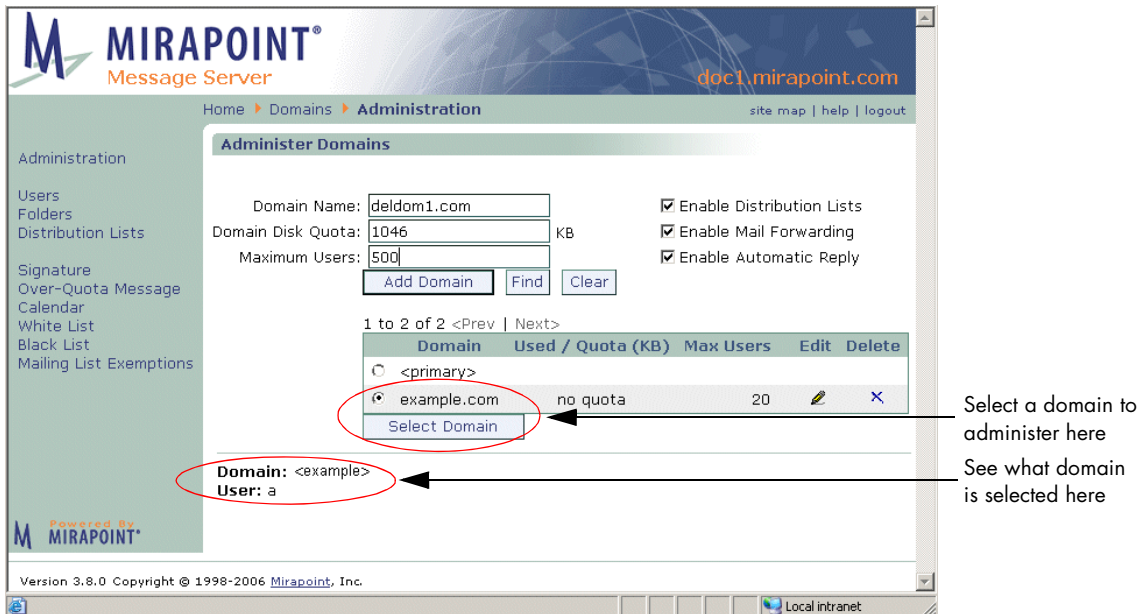 MIRAPOINT®
Message Server
doc1.mirapoint.com
Home Domains Administration
site map | help | logout
Administration
Users
Folders
Distribution Lists
Signature
Over-Quota Message
Calendar
White List
Black List
Mailing List Exemptions
Administer Domains
Domain Name: deldom1.com
Domain Disk Quota: 1046 KB
Maximum Users: 500
Enable Distribution Lists
Enable Mail Forwarding
Enable Automatic Reply
Add Domain Find Clear
1 to 2 of 2 <Prev | Next>
Domain Used / Quota (KB) Max Users Edit Delete
<primary>
example.com no quota 20
Select Domain
Domain: <example>
User: a
Select a domain to
administer here
See what domain
is selected here
Powered By
MIRAPOINT®
Version 3.8.0 Copyright © 1998-2006 Mirapoint, Inc.
Local intranet